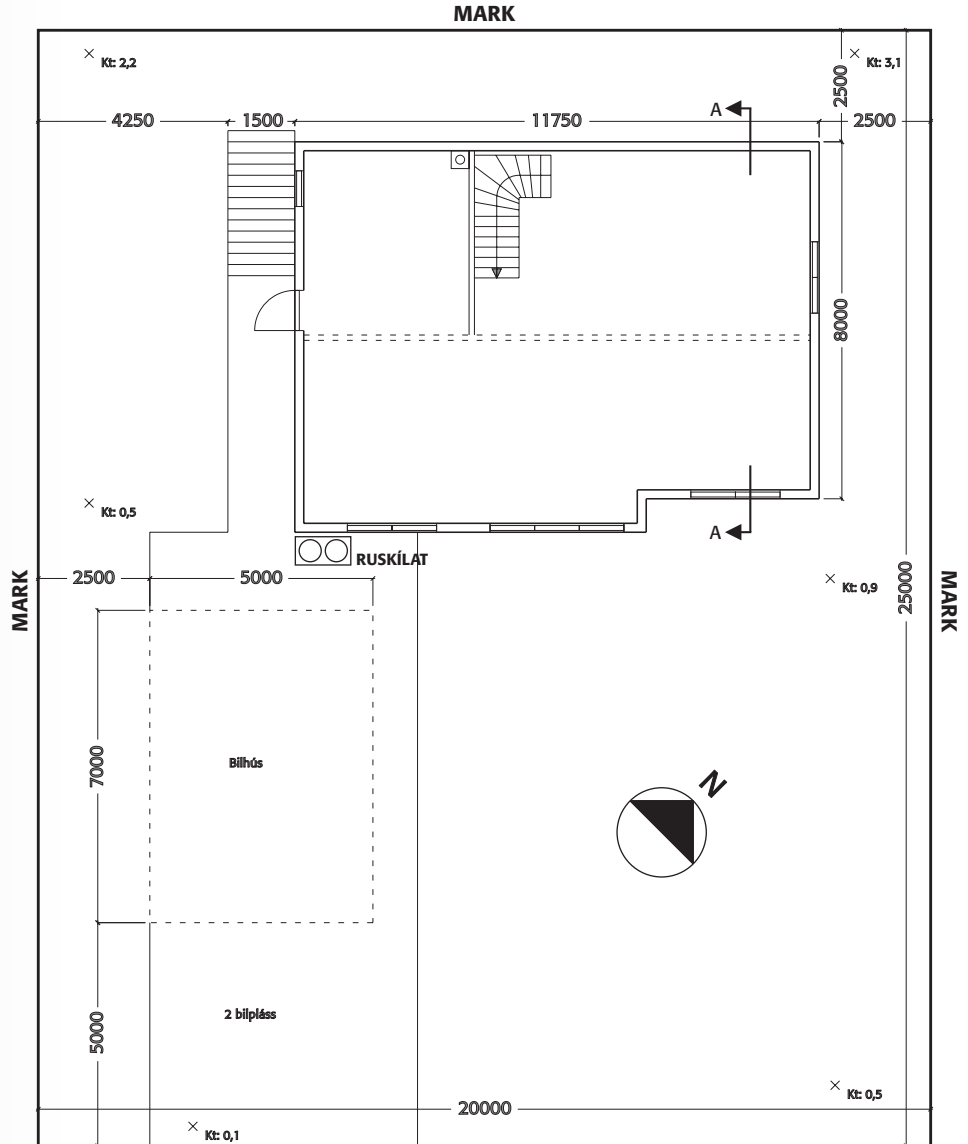 MARK
Kt: 2,2
Kt: 3,1
2500
4250
1500
11750
A
2500
8000
Kt: 0,5
A
RUSKÍLAT
2500
5000
Kt: 0,9
25000
MARK
MARK
7000
Bilhús
N
2 bilpláss
5000
Kt: 0,5
20000
Kt: 0,1